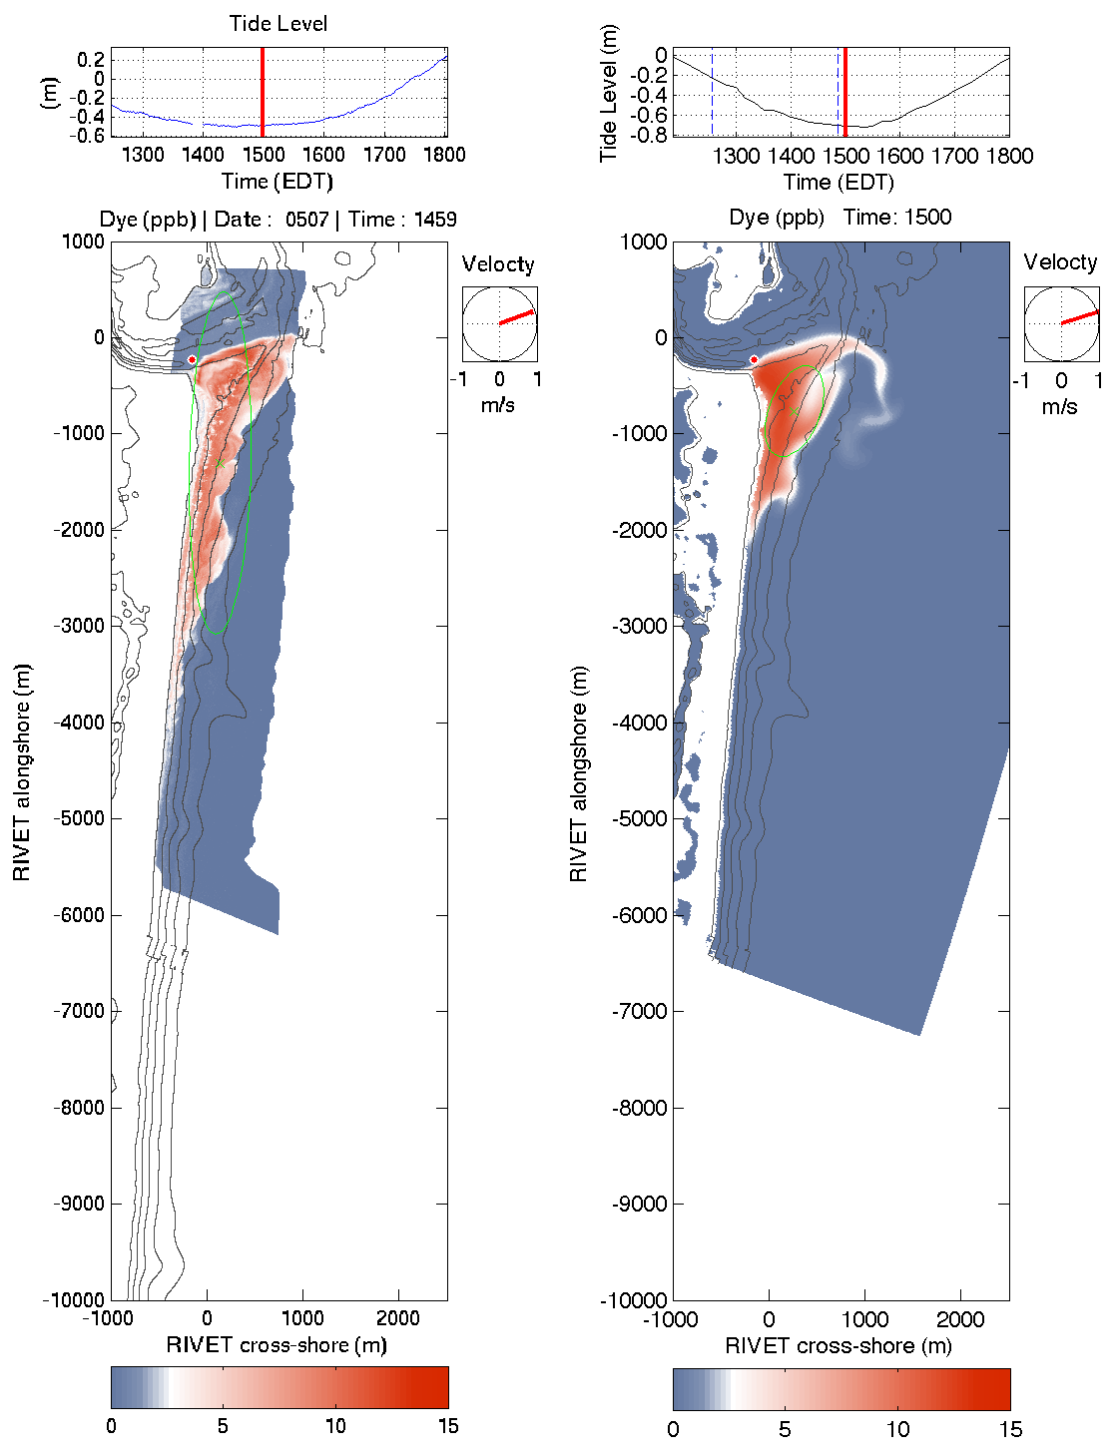 Tide Level
0.2
0
-0.2
-0.4
-0.6
(m)
1300 1400 1500 1600 1700 1800
Time (EDT)
Tide Level (m)
0
-0.2
-0.4
-0.6
-0.8
1300 1400 1500 1600 1700 1800
Time (EDT)
Dye (ppb) | Date : 0507 | Time : 1459
1000
0
-1000
-2000
-3000
-4000
-5000
-6000
-7000
-8000
-9000
-10000
RIVET alongshore (m)
-1000 0 1000 2000
RIVET cross-shore (m)
Velocty
-1 0 1
m/s
0 5 10 15
Dye (ppb) Time: 1500
1000
0
-1000
-2000
-3000
-4000
-5000
-6000
-7000
-8000
-9000
-10000
RIVET alongshore (m)
-1000 0 1000 2000
RIVET cross-shore (m)
Velocty
-1 0 1
m/s
0 5 10 15